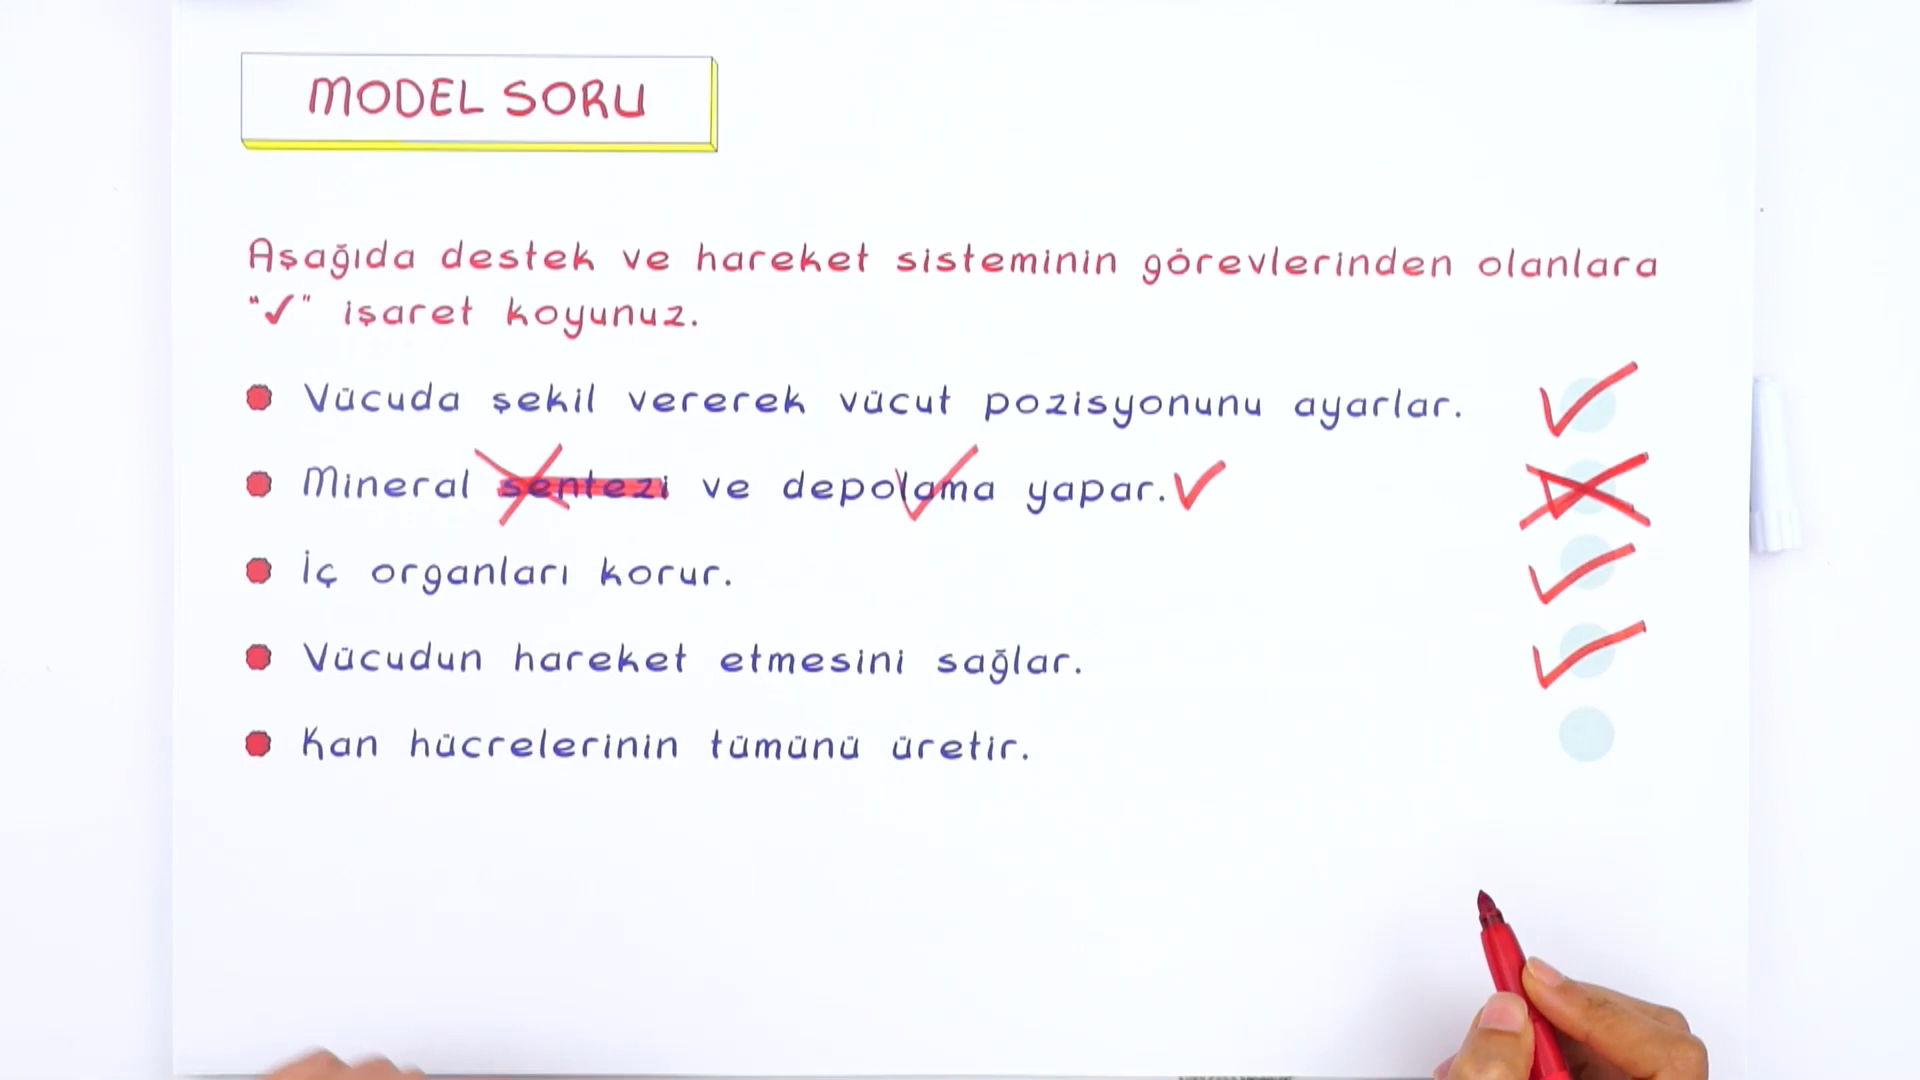 MODEL SORU
Aşağıda destek ve hareket sisteminin görevlerinden olanlara
"✓" işaret koyunuz.
Vücuda şekil vererek vücut pozisyonunu ayarlar.
Mineral sentezi ve depolama yapar.
İç organları korur.
Vücudun hareket etmesini sağlar.
Kan hücrelerinin tümünü üretir.